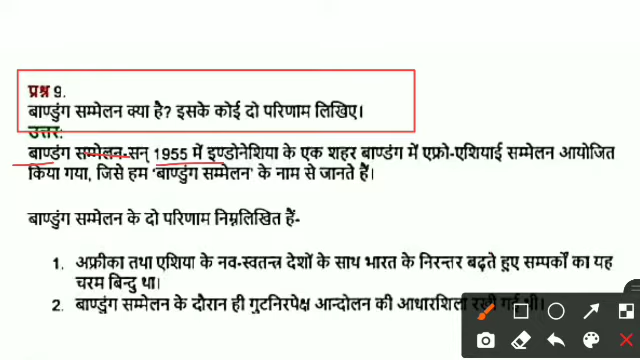 प्रश्न 9.
बाण्डुंग सम्मेलन क्या है? इसके कोई दो परिणाम लिखिए।
उत्तर:
बाण्डुंग सम्मेलन-सन् 1955 में इण्डोनेशिया के एक शहर बाण्डुंग में एफ्रो-एशियाई सम्मेलन आयोजित
किया गया, जिसे हम 'बाण्डुंग सम्मेलन' के नाम से जानते हैं।
बाण्डुंग सम्मेलन के दो परिणाम निम्नलिखित हैं-
1. अफ्रीका तथा एशिया के नव-स्वतन्त्र देशों के साथ भारत के निरन्तर बढ़ते हुए सम्पर्कों का यह
चरम बिन्दु था।
2. बाण्डुंग सम्मेलन के दौरान ही गुटनिरपेक्ष आन्दोलन की आधारशिला रखी गई थी।